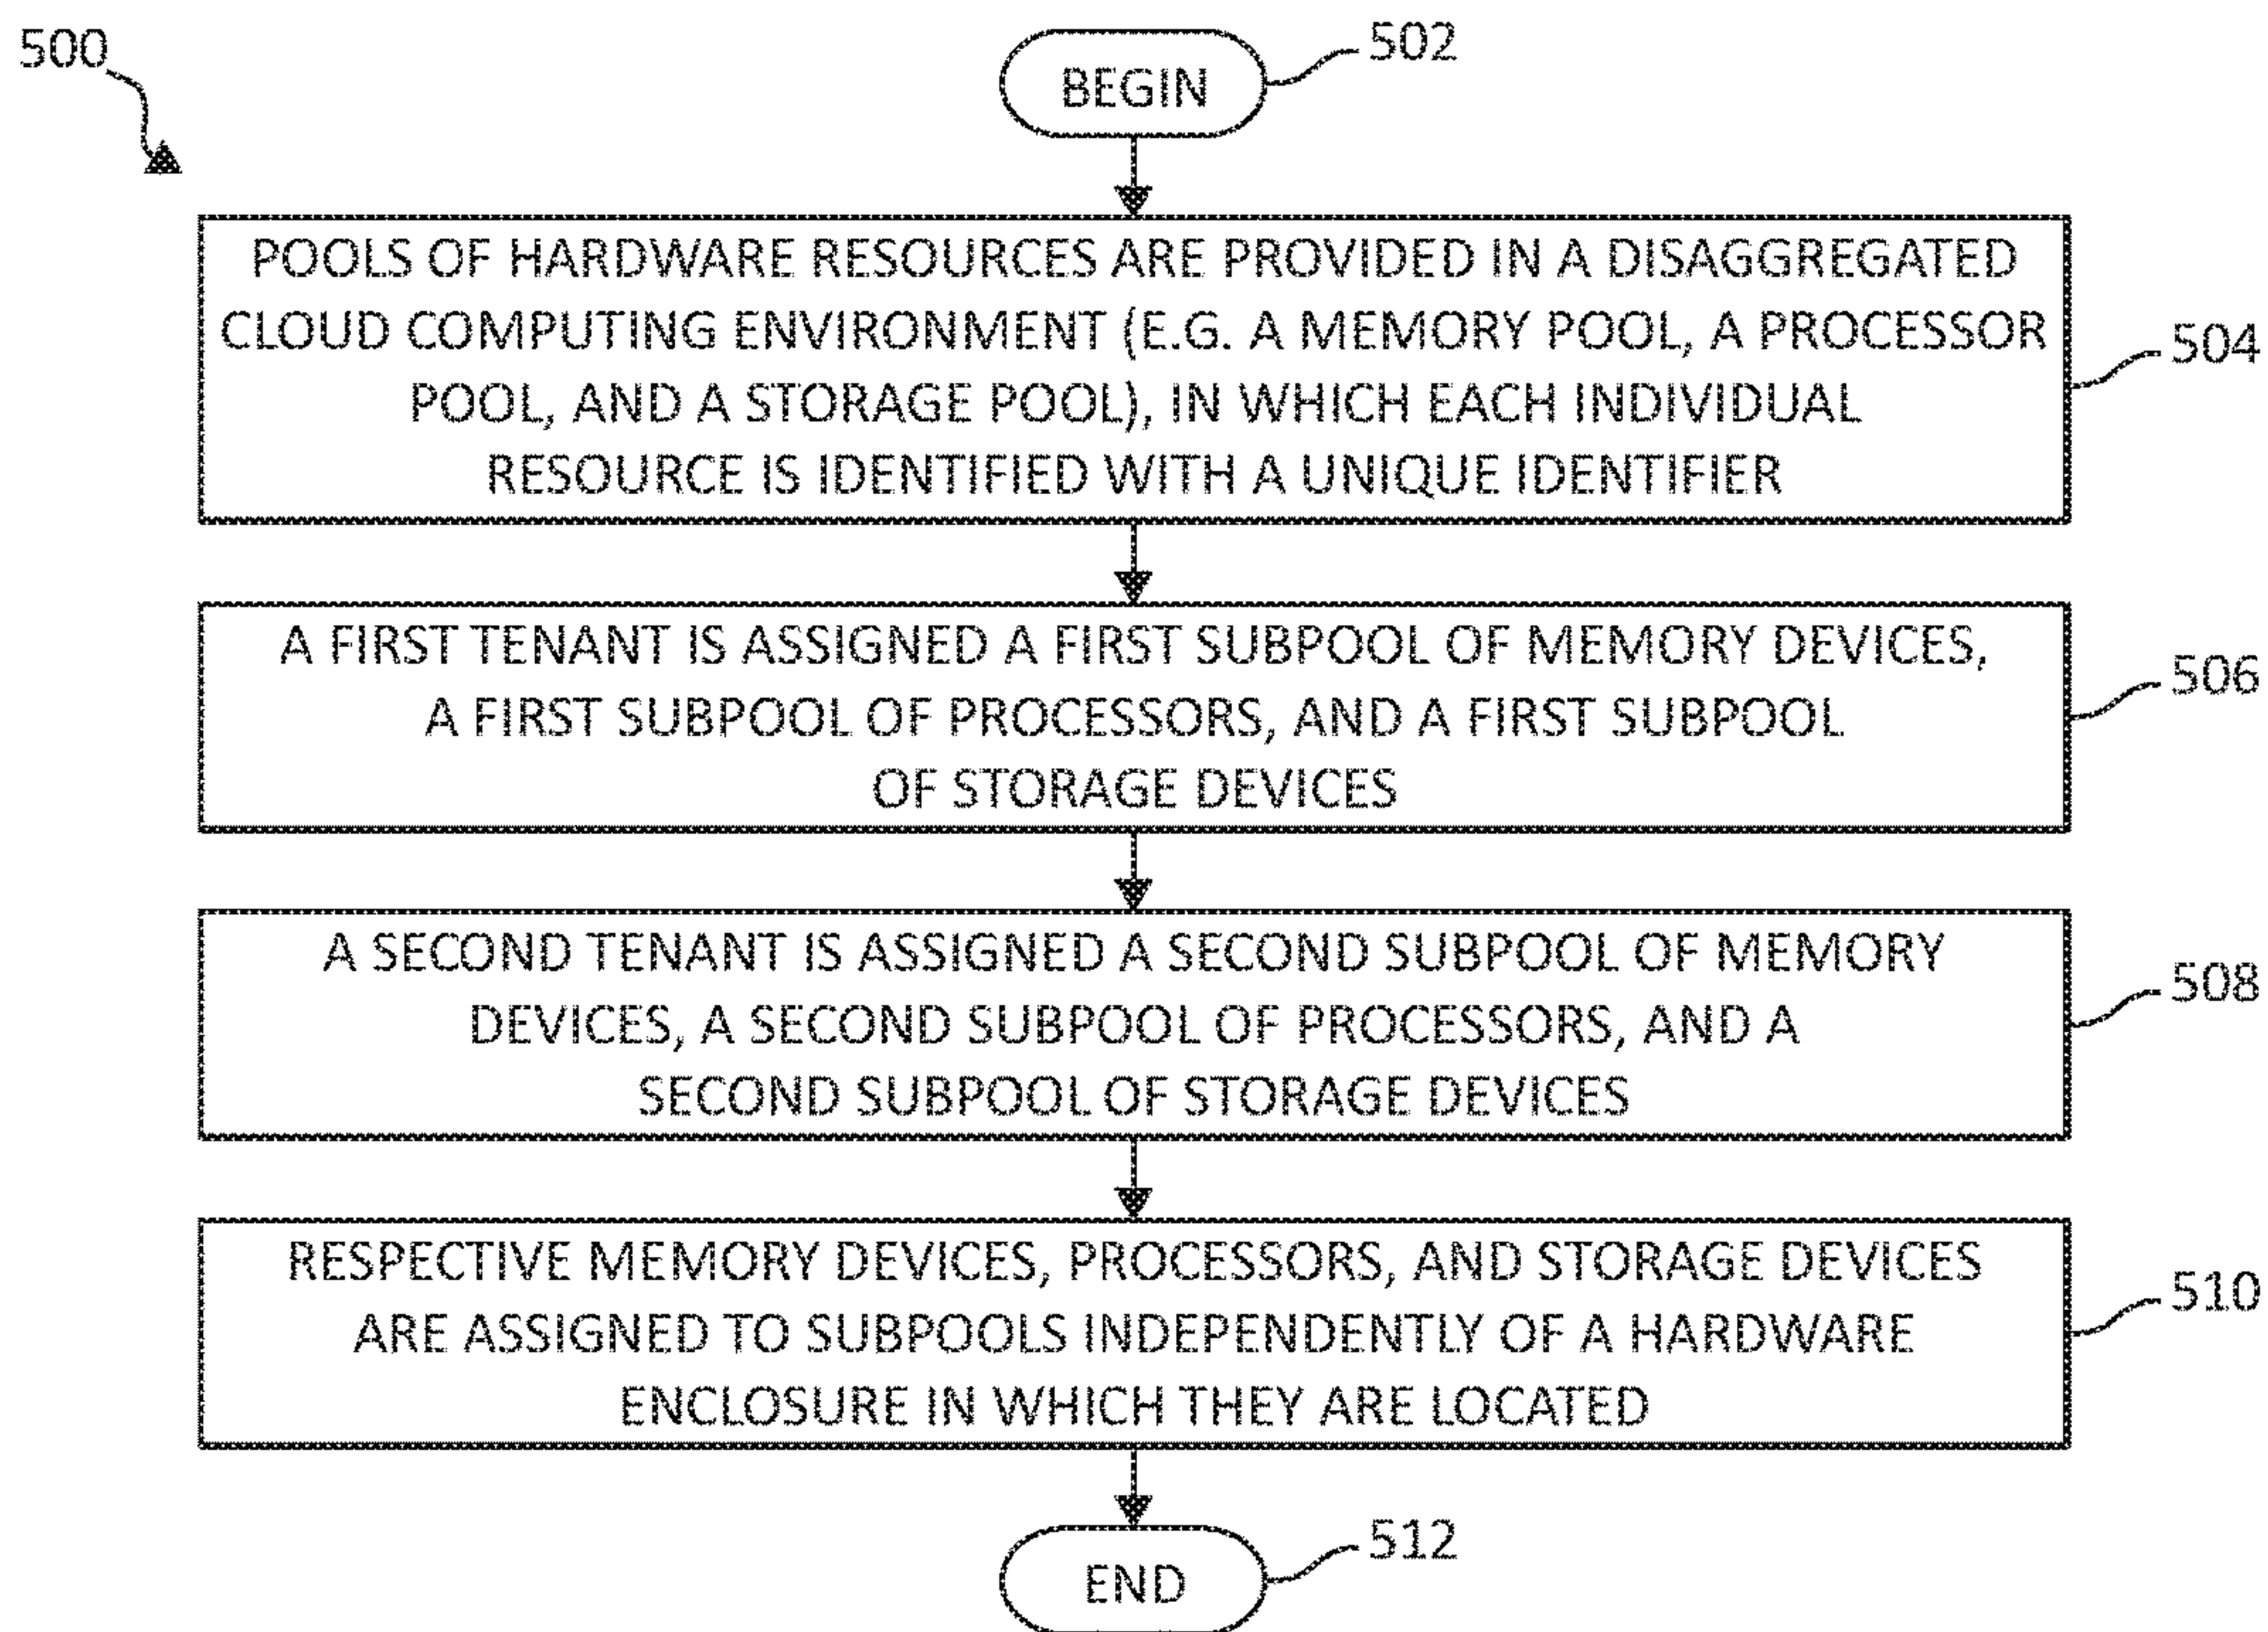 500
BEGIN
502
POOLS OF HARDWARE RESOURCES ARE PROVIDED IN A DISAGGREGATED
CLOUD COMPUTING ENVIRONMENT (E.G. A MEMORY POOL, A PROCESSOR
POOL, AND A STORAGE POOL), IN WHICH EACH INDIVIDUAL
RESOURCE IS IDENTIFIED WITH A UNIQUE IDENTIFIER
504
A FIRST TENANT IS ASSIGNED A FIRST SUBPOOL OF MEMORY DEVICES,
A FIRST SUBPOOL OF PROCESSORS, AND A FIRST SUBPOOL
OF STORAGE DEVICES
506
A SECOND TENANT IS ASSIGNED A SECOND SUBPOOL OF MEMORY
DEVICES, A SECOND SUBPOOL OF PROCESSORS, AND A
SECOND SUBPOOL OF STORAGE DEVICES
508
RESPECTIVE MEMORY DEVICES, PROCESSORS, AND STORAGE DEVICES
ARE ASSIGNED TO SUBPOOLS INDEPENDENTLY OF A HARDWARE
ENCLOSURE IN WHICH THEY ARE LOCATED
510
END
512